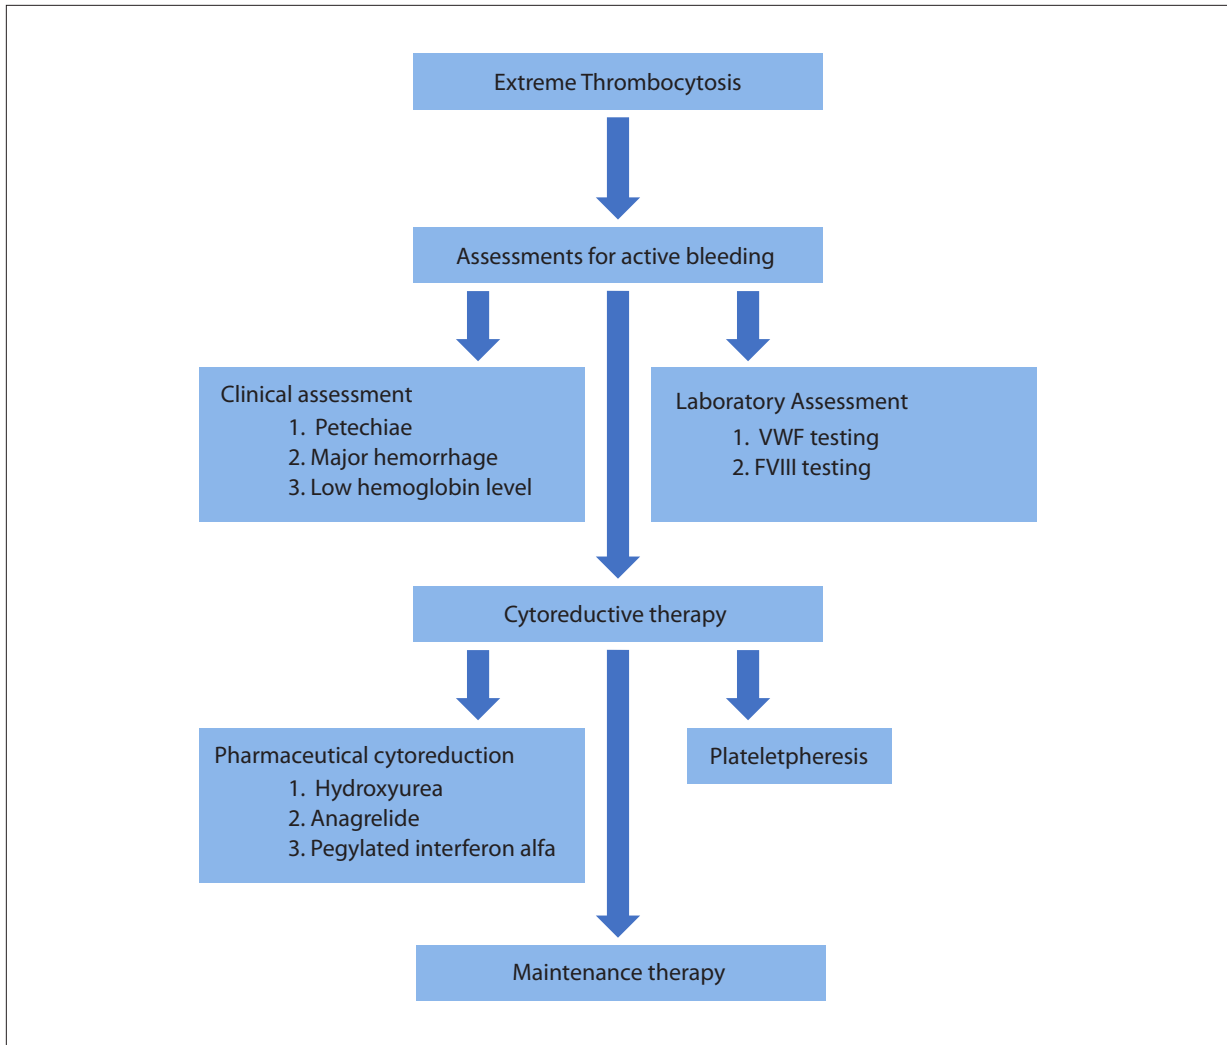 Extreme Thrombocytosis
Assessments for active bleeding
Clinical assessment
1. Petechiae
2. Major hemorrhage
3. Low hemoglobin level
Laboratory Assessment
1. VWF testing
2. FVIII testing
Cytoreductive therapy
Pharmaceutical cytoreduction
1. Hydroxyurea
2. Anagrelide
3. Pegylated interferon alfa
Plateletpheresis
Maintenance therapy